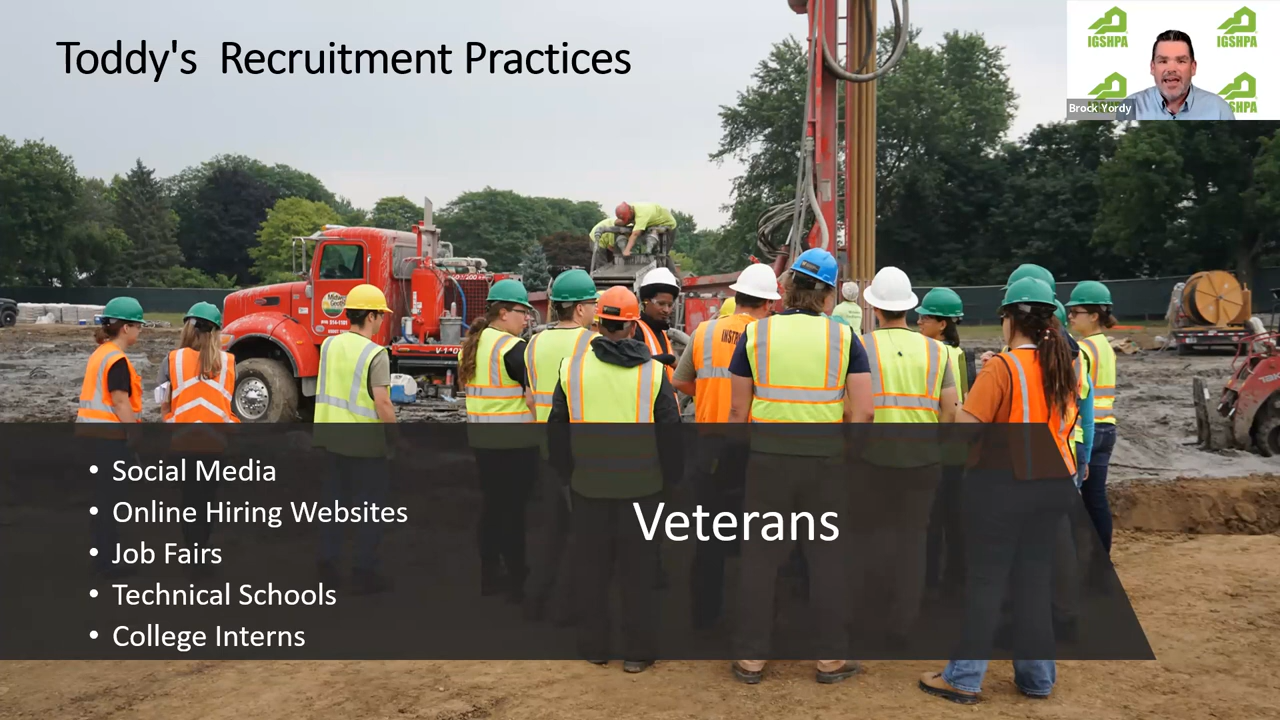 Toddy's  Recruitment Practices
IGSHPA
IGSHPA
Brock Yordy
IGSHPA
• Social Media
• Online Hiring Websites
• Job Fairs
• Technical Schools
• College Interns
Veterans